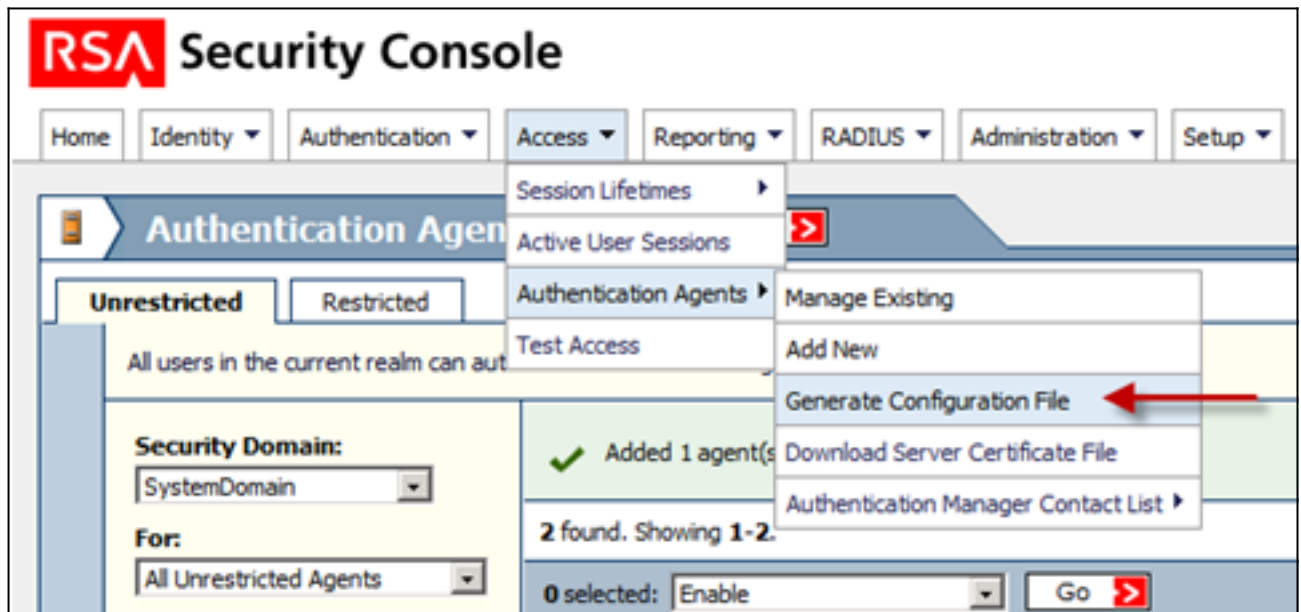 RSA Security Console
Home Identity Authentication Access Reporting RADIUS Administration Setup
Session Lifetimes
Authentication Agen
Active User Sessions
Unrestricted Restricted
Authentication Agents
Manage Existing
Test Access
Add New
All users in the current realm can aut
Generate Configuration File
Security Domain:
Added 1 agent(s
Download Server Certificate File
SystemDomain
Authentication Manager Contact List
For:
2 found. Showing 1-2.
All Unrestricted Agents
0 selected: Enable Go